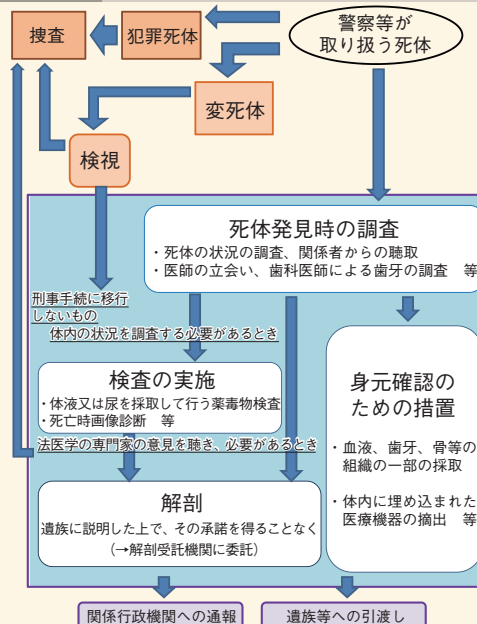 警察等が
取り扱う死体
犯罪死体
捜査
変死体
検視
死体発見時の調査
・死体の状況の調査、関係者からの聴取
・医師の立会い、歯科医師による歯牙の調査　等
刑事手続に移行
しないもの
体内の状況を調査する必要があるとき
検査の実施
・体液又は尿を採取して行う薬毒物検査
・死亡時画像診断　等
法医学の専門家の意見を聴き、必要があるとき
解剖
遺族に説明した上で、その承諾を得ることなく
（→解剖受託機関に委託）
身元確認の
ための措置
・血液、歯牙、骨等の
組織の一部の採取
・体内に埋め込まれた
医療機器の摘出　等
関係行政機関への通報
遺族等への引渡し